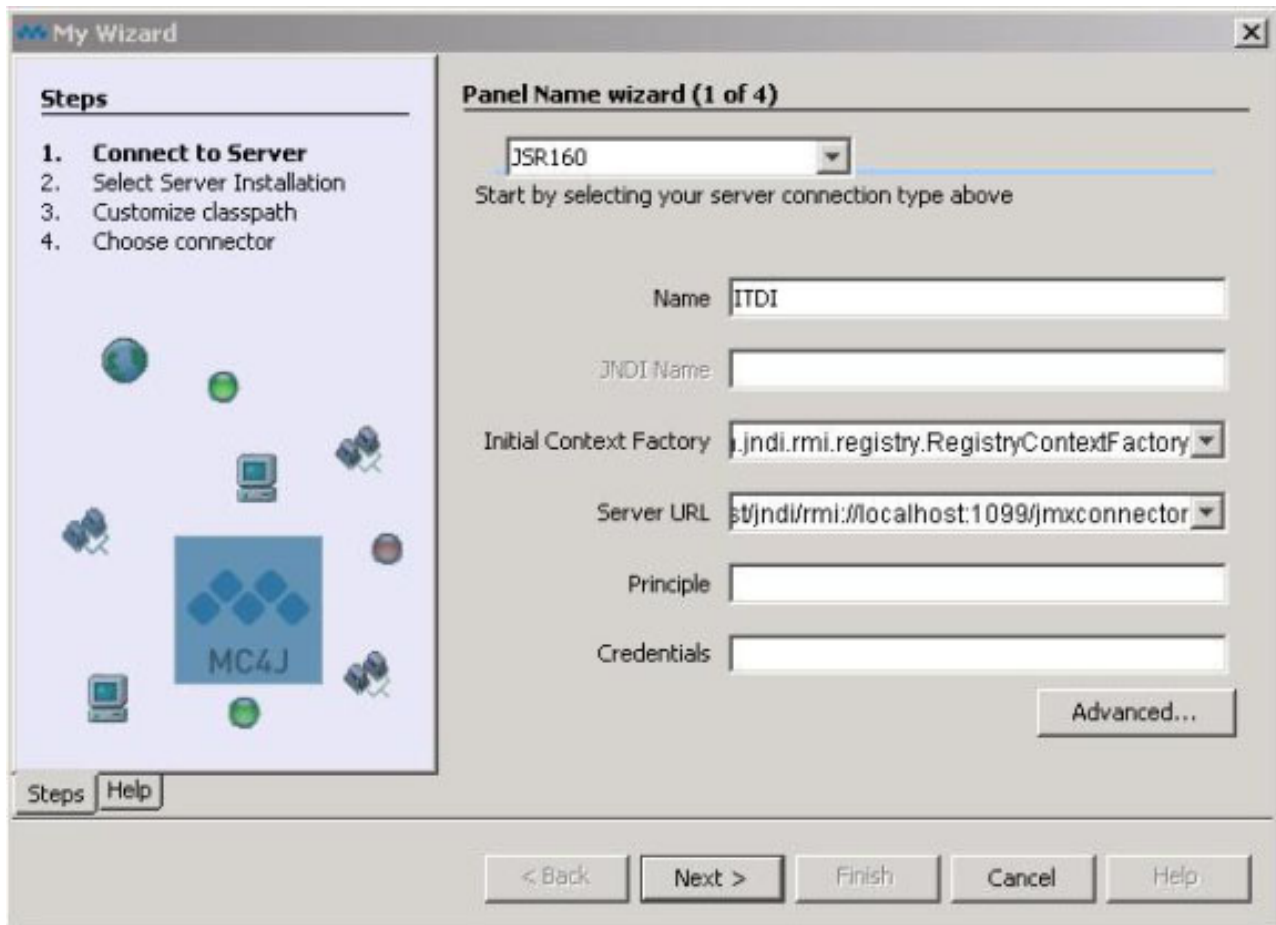 My Wizard
Steps
1. Connect to Server
2. Select Server Installation
3. Customize classpath
4. Choose connector
MC4J
Steps Help
Panel Name wizard (1 of 4)
JSR160
Start by selecting your server connection type above
Name ITDI
JNDI Name
Initial Context Factory .jndi.rmi.registry.RegistryContextFactory
Server URL st/jndi/rmi://localhost:1099/jmxconnector
Principle
Credentials
Advanced...
< Back Next > Finish Cancel Help